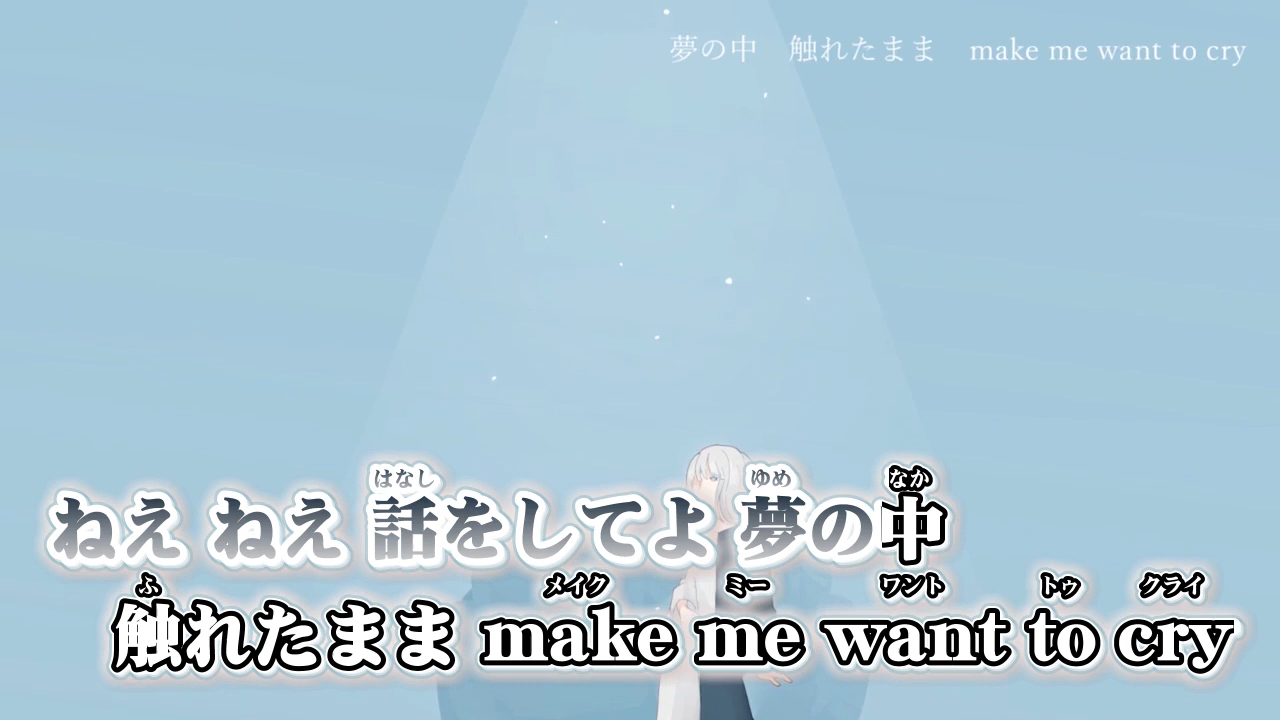 夢の中　触れたまま　make me want to cry
はなし ゆめ なか
ねえ ねえ 話をしてよ 夢の中
ふ メイク ミー ワント トゥ クライ
触れたまま make me want to cry